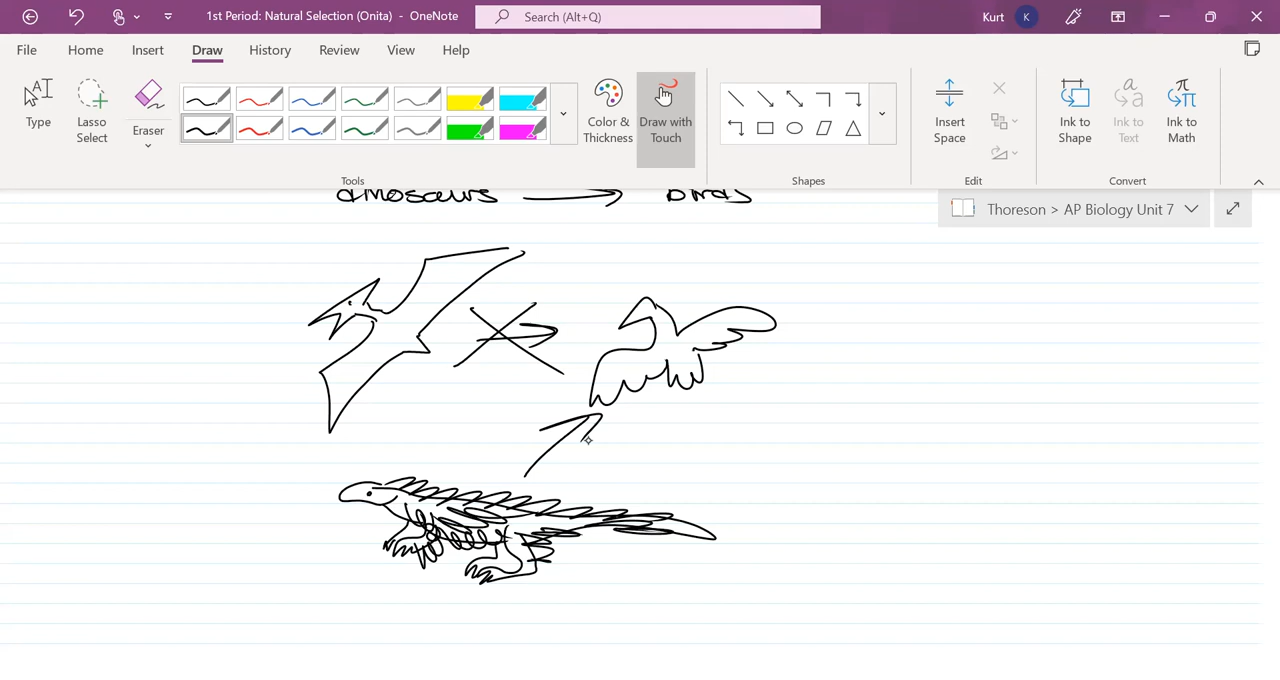 1st Period: Natural Selection (Onita) - OneNote
Search (Alt+Q)
Kurt
K
File
Home
Insert
Draw
History
Review
View
Help
Type
Lasso Select
Eraser
Color & Thickness
Draw with Touch
Insert Space
Ink to Shape
Ink to Text
Ink to Math
Tools
Shapes
Edit
Convert
dinosaurs → birds
Thoreson > AP Biology Unit 7